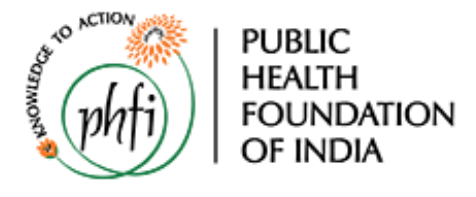 KNOWLEDGE TO ACTION
phfi
PUBLIC
HEALTH
FOUNDATION
OF INDIA